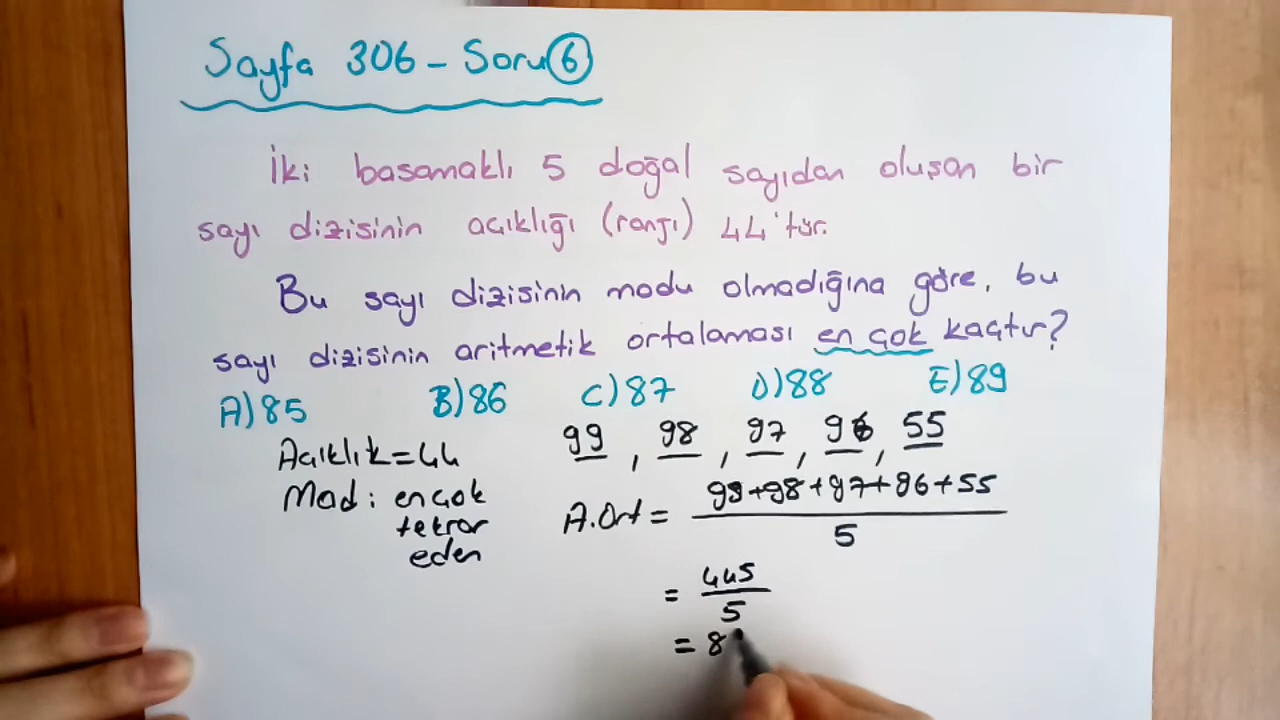 Sayfa 306 - Soru 6
İki basamaklı 5 doğal sayıdan oluşan bir
sayı dizisinin açıklığı (ranjı) 44'tür.
Bu sayı dizisinin modu olmadığına göre, bu
sayı dizisinin aritmetik ortalaması en çok kaçtır?
A)85 B)86 C)87 D)88 E)89
99, 98, 97, 96, 55
Açıklık=44
Mod: en çok
tekrar
eden
A.Ort = 99+98+97+96+55
5
= 445
5
= 8